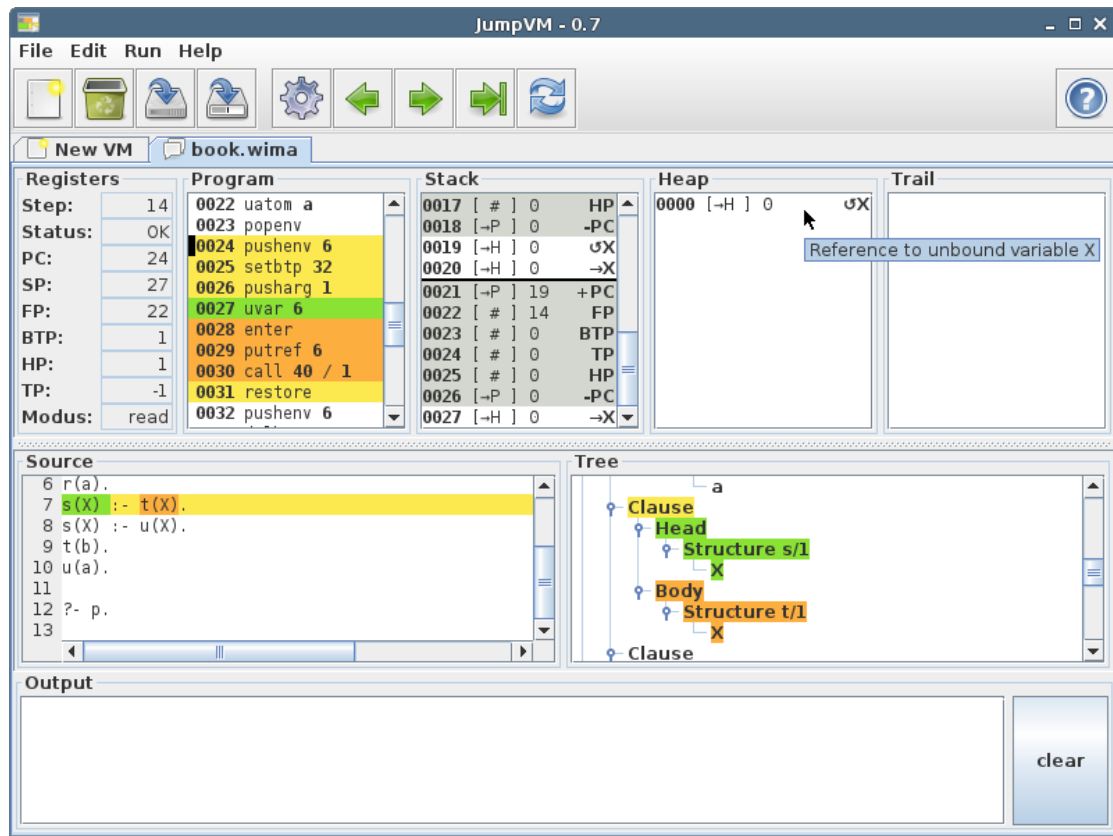 JumpVM - 0.7
File Edit Run Help
New VM
book.wima
Registers
Step: 14
Status: OK
PC: 24
SP: 27
FP: 22
BTP: 1
HP: 1
TP: -1
Modus: read
Program
0022 uatom a
0023 popenv
0024 pushenv 6
0025 setbtp 32
0026 pusharg 1
0027 uvar 6
0028 enter
0029 putref 6
0030 call 40 / 1
0031 restore
0032 pushenv 6
Stack
0017 [ # ] 0 HP
0018 [→P ] 0 -PC
0019 [→H ] 0 ↺X
0020 [→H ] 0 →X
0021 [→P ] 19 +PC
0022 [ # ] 14 FP
0023 [ # ] 0 BTP
0024 [ # ] 0 TP
0025 [ # ] 0 HP
0026 [→P ] 0 -PC
0027 [→H ] 0 →X
Heap
0000 [→H ] 0 ↺X
Reference to unbound variable X
Trail
Source
6 r(a).
7 s(X) :- t(X).
8 s(X) :- u(X).
9 t(b).
10 u(a).
11
12 ?- p.
13
Tree
a
Clause
Head
Structure s/1
X
Body
Structure t/1
X
Clause
Output
clear